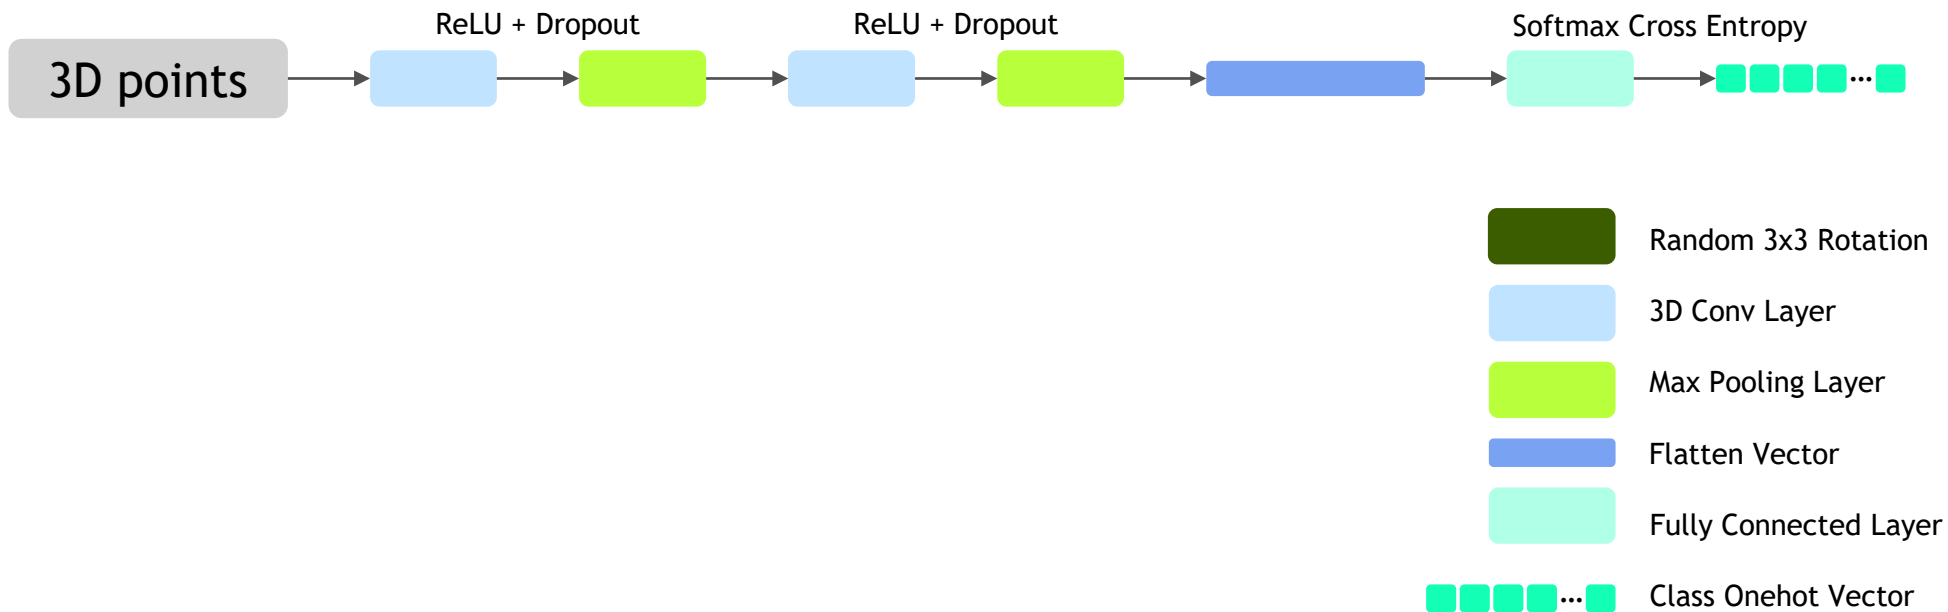 ReLU + Dropout
ReLU + Dropout
Softmax Cross Entropy
3D points
...
Random 3x3 Rotation
3D Conv Layer
Max Pooling Layer
Flatten Vector
Fully Connected Layer
... Class Onehot Vector